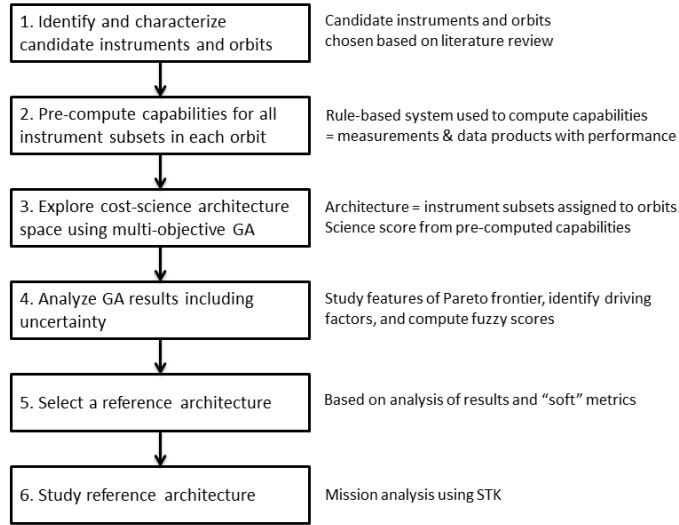 1. Identify and characterize
candidate instruments and orbits
Candidate instruments and orbits
chosen based on literature review
2. Pre-compute capabilities for all
instrument subsets in each orbit
Rule-based system used to compute capabilities
= measurements & data products with performance
3. Explore cost-science architecture
space using multi-objective GA
Architecture = instrument subsets assigned to orbits.
Science score from pre-computed capabilities
4. Analyze GA results including
uncertainty
Study features of Pareto frontier, identify driving
factors, and compute fuzzy scores
5. Select a reference architecture
Based on analysis of results and “soft” metrics
6. Study reference architecture
Mission analysis using STK